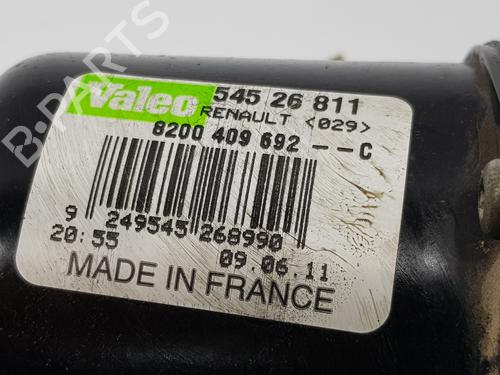 B-PARTS
Valeo 545 26 811
RENAULT <029>
8200 409 692 -- C
9 249545 268990
20:55 09.06.11
MADE IN FRANCE